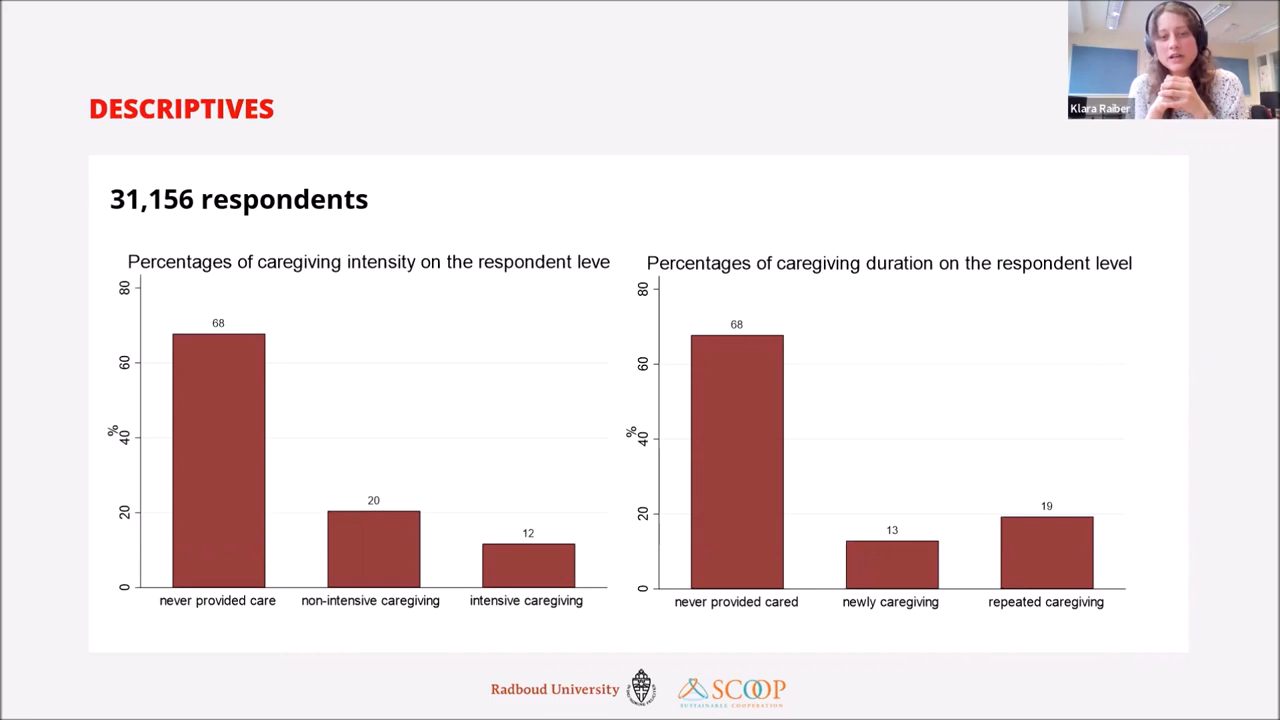 Klara Raiber
DESCRIPTIVES
31,156 respondents
Percentages of caregiving intensity on the respondent leve
80
60
40
20
0
%
68
20
12
never provided care
non-intensive caregiving
intensive caregiving
Percentages of caregiving duration on the respondent level
80
60
40
20
0
%
68
13
19
never provided cared
newly caregiving
repeated caregiving
Radboud University
SCOOP
SUSTAINABLE COOPERATION